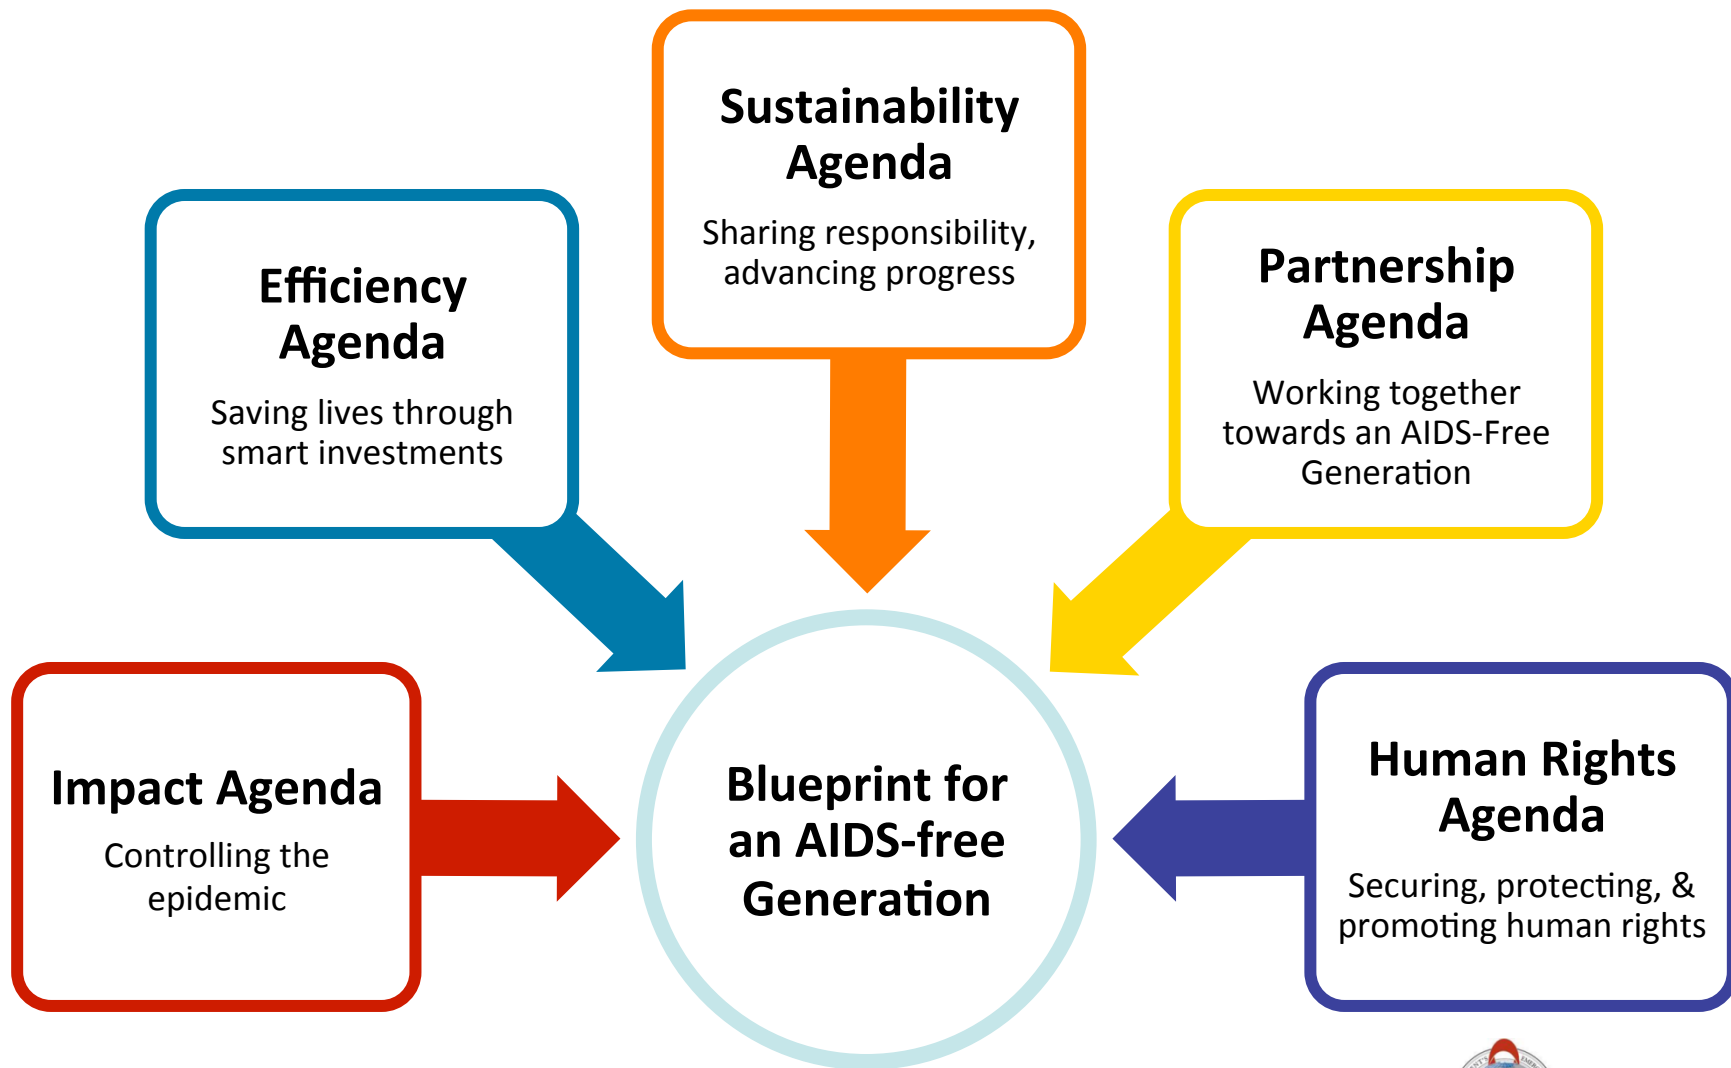 Sustainability
Agenda
Sharing responsibility,
advancing progress
Efficiency
Agenda
Saving lives through
smart investments
Partnership
Agenda
Working together
towards an AIDS-Free
Generation
Impact Agenda
Controlling the
epidemic
Blueprint for
an AIDS-free
Generation
Human Rights
Agenda
Securing, protecting, &
promoting human rights